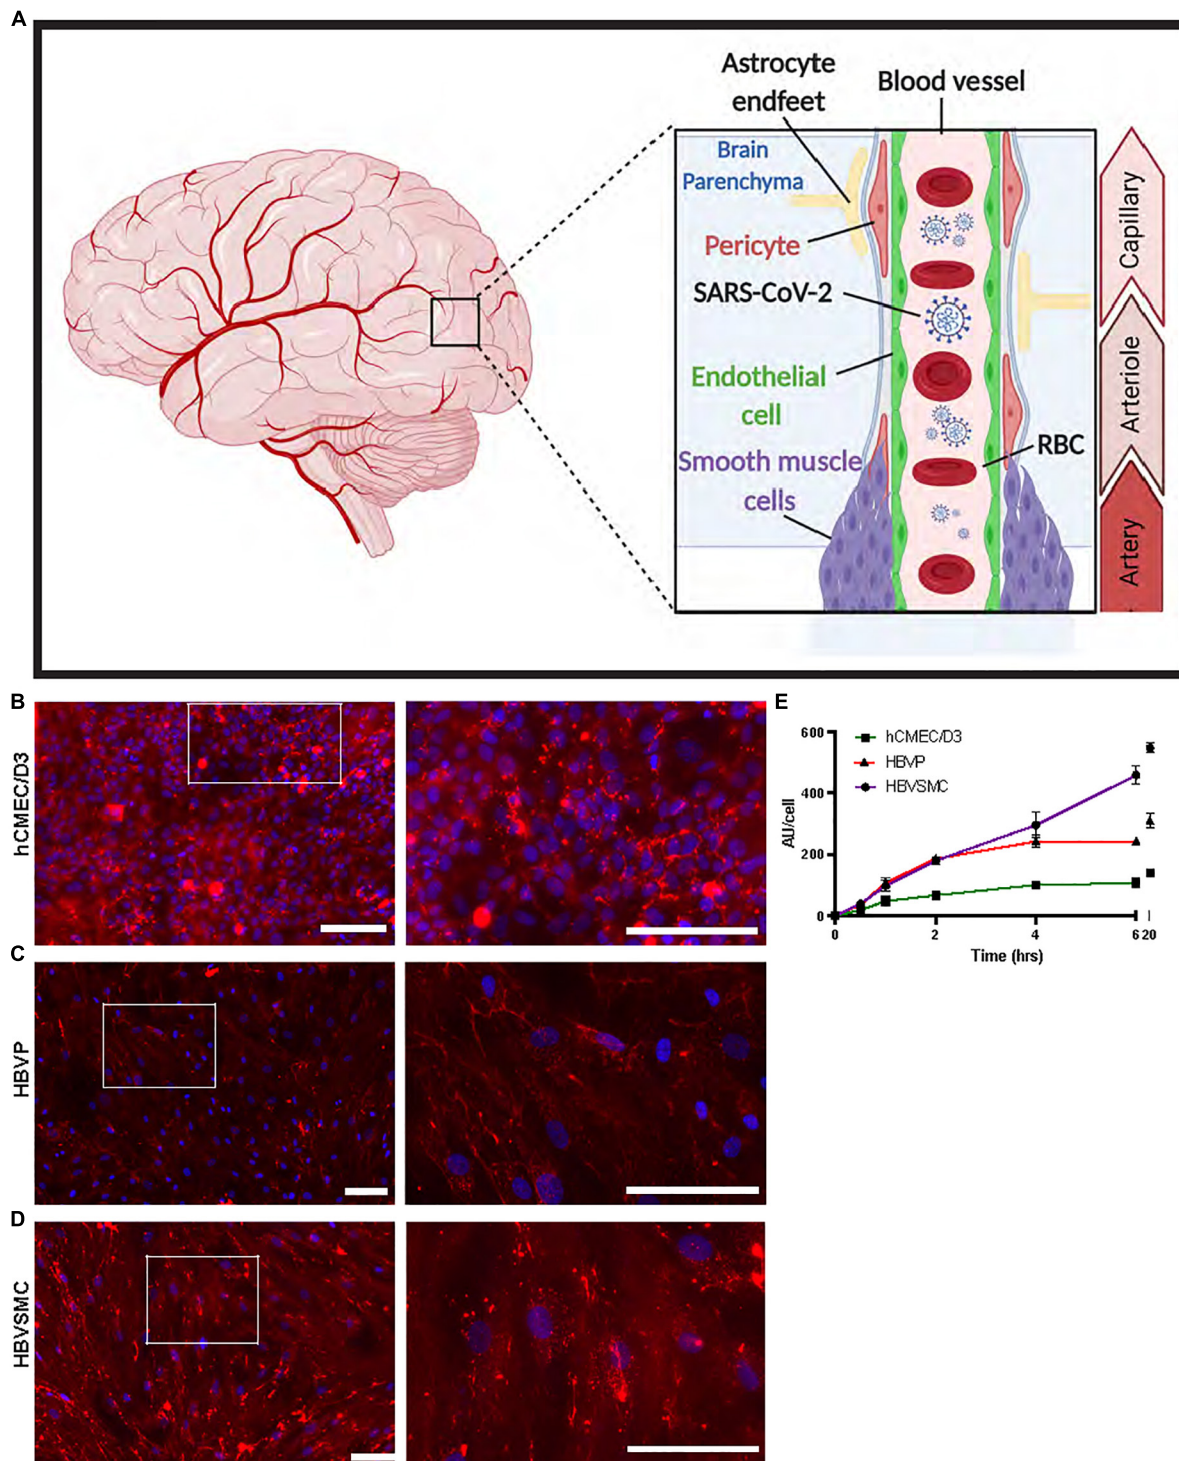 A
Astrocyte
endfeet
Blood vessel
Brain
Parenchyma
Pericyte
SARS-CoV-2
Endothelial
cell
Smooth muscle
cells
RBC
Capillary
Arteriole
Artery
B
hCMEC/D3
C
HBVP
D
HBVSMC
E
hCMEC/D3
HBVP
HBVSMC
AU/cell
600
400
200
0
0 2 4 6 20
Time (hrs)